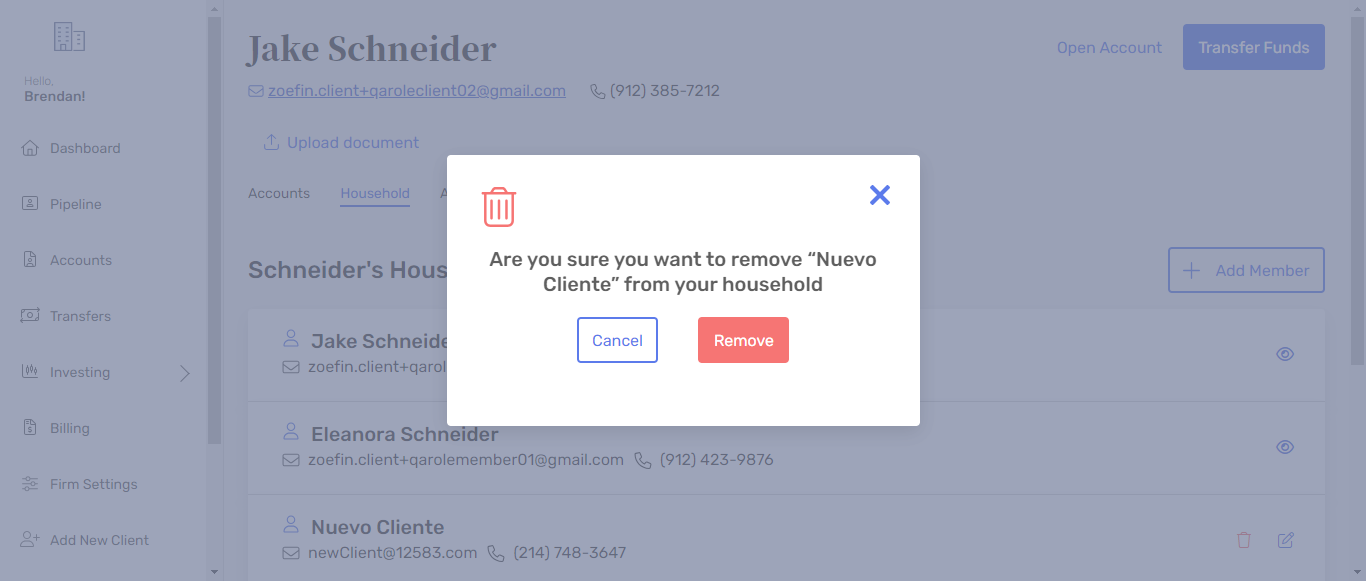 Hello,
Brendan!
Dashboard
Pipeline
Accounts
Transfers
Investing
Billing
Firm Settings
Add New Client
Jake Schneider
Open Account
Transfer Funds
zoefin.client+qaroleclient02@gmail.com (912) 385-7212
Upload document
Accounts Household A
Schneider's Hous
Add Member
Are you sure you want to remove “Nuevo
Cliente” from your household
Cancel Remove
Jake Schneide
zoefin.client+qarol
Eleanora Schneider
zoefin.client+qarolemember01@gmail.com (912) 423-9876
Nuevo Cliente
newClient@12583.com (214) 748-3647